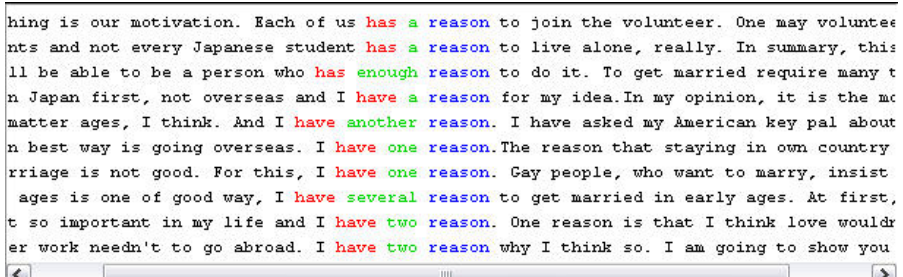 hing is our motivation. Each of us has a reason to join the volunteer. One may voluntee
nts and not every Japanese student has a reason to live alone, really. In summary, this
ll be able to be a person who has enough reason to do it. To get married require many t
n Japan first, not overseas and I have a reason for my idea.In my opinion, it is the mo
matter ages, I think. And I have another reason. I have asked my American key pal about
n best way is going overseas. I have one reason.The reason that staying in own country
rriage is not good. For this, I have one reason. Gay people, who want to marry, insist
ages is one of good way, I have several reason to get married in early ages. At first,
t so important in my life and I have two reason. One reason is that I think love wouldn
er work needn't to go abroad. I have two reason why I think so. I am going to show you